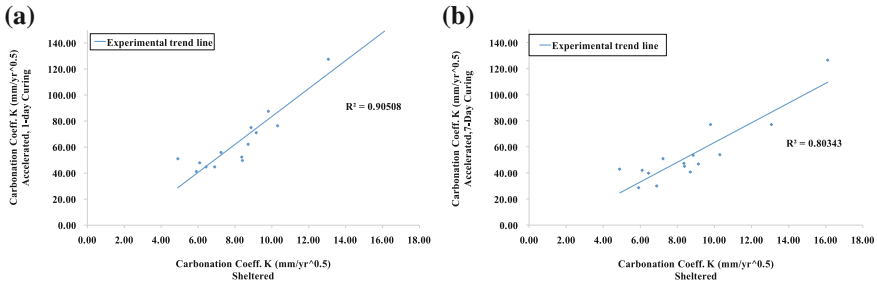 (a)
Carbonation Coeff. K (mm/yr^0.5)
Accelerated, 1-day Curing
140.00
120.00
100.00
80.00
60.00
40.00
20.00
0.00
Experimental trend line
R² = 0.90508
0.00 2.00 4.00 6.00 8.00 10.00 12.00 14.00 16.00 18.00
Carbonation Coeff. K (mm/yr^0.5)
Sheltered
(b)
Carbonation Coeff. K (mm/yr^0.5)
Accelerated,7-Day Curing
140.00
120.00
100.00
80.00
60.00
40.00
20.00
0.00
Experimental trend line
R² = 0.80343
0.00 2.00 4.00 6.00 8.00 10.00 12.00 14.00 16.00 18.00
Carbonation Coeff. K (mm/yr^0.5)
Sheltered